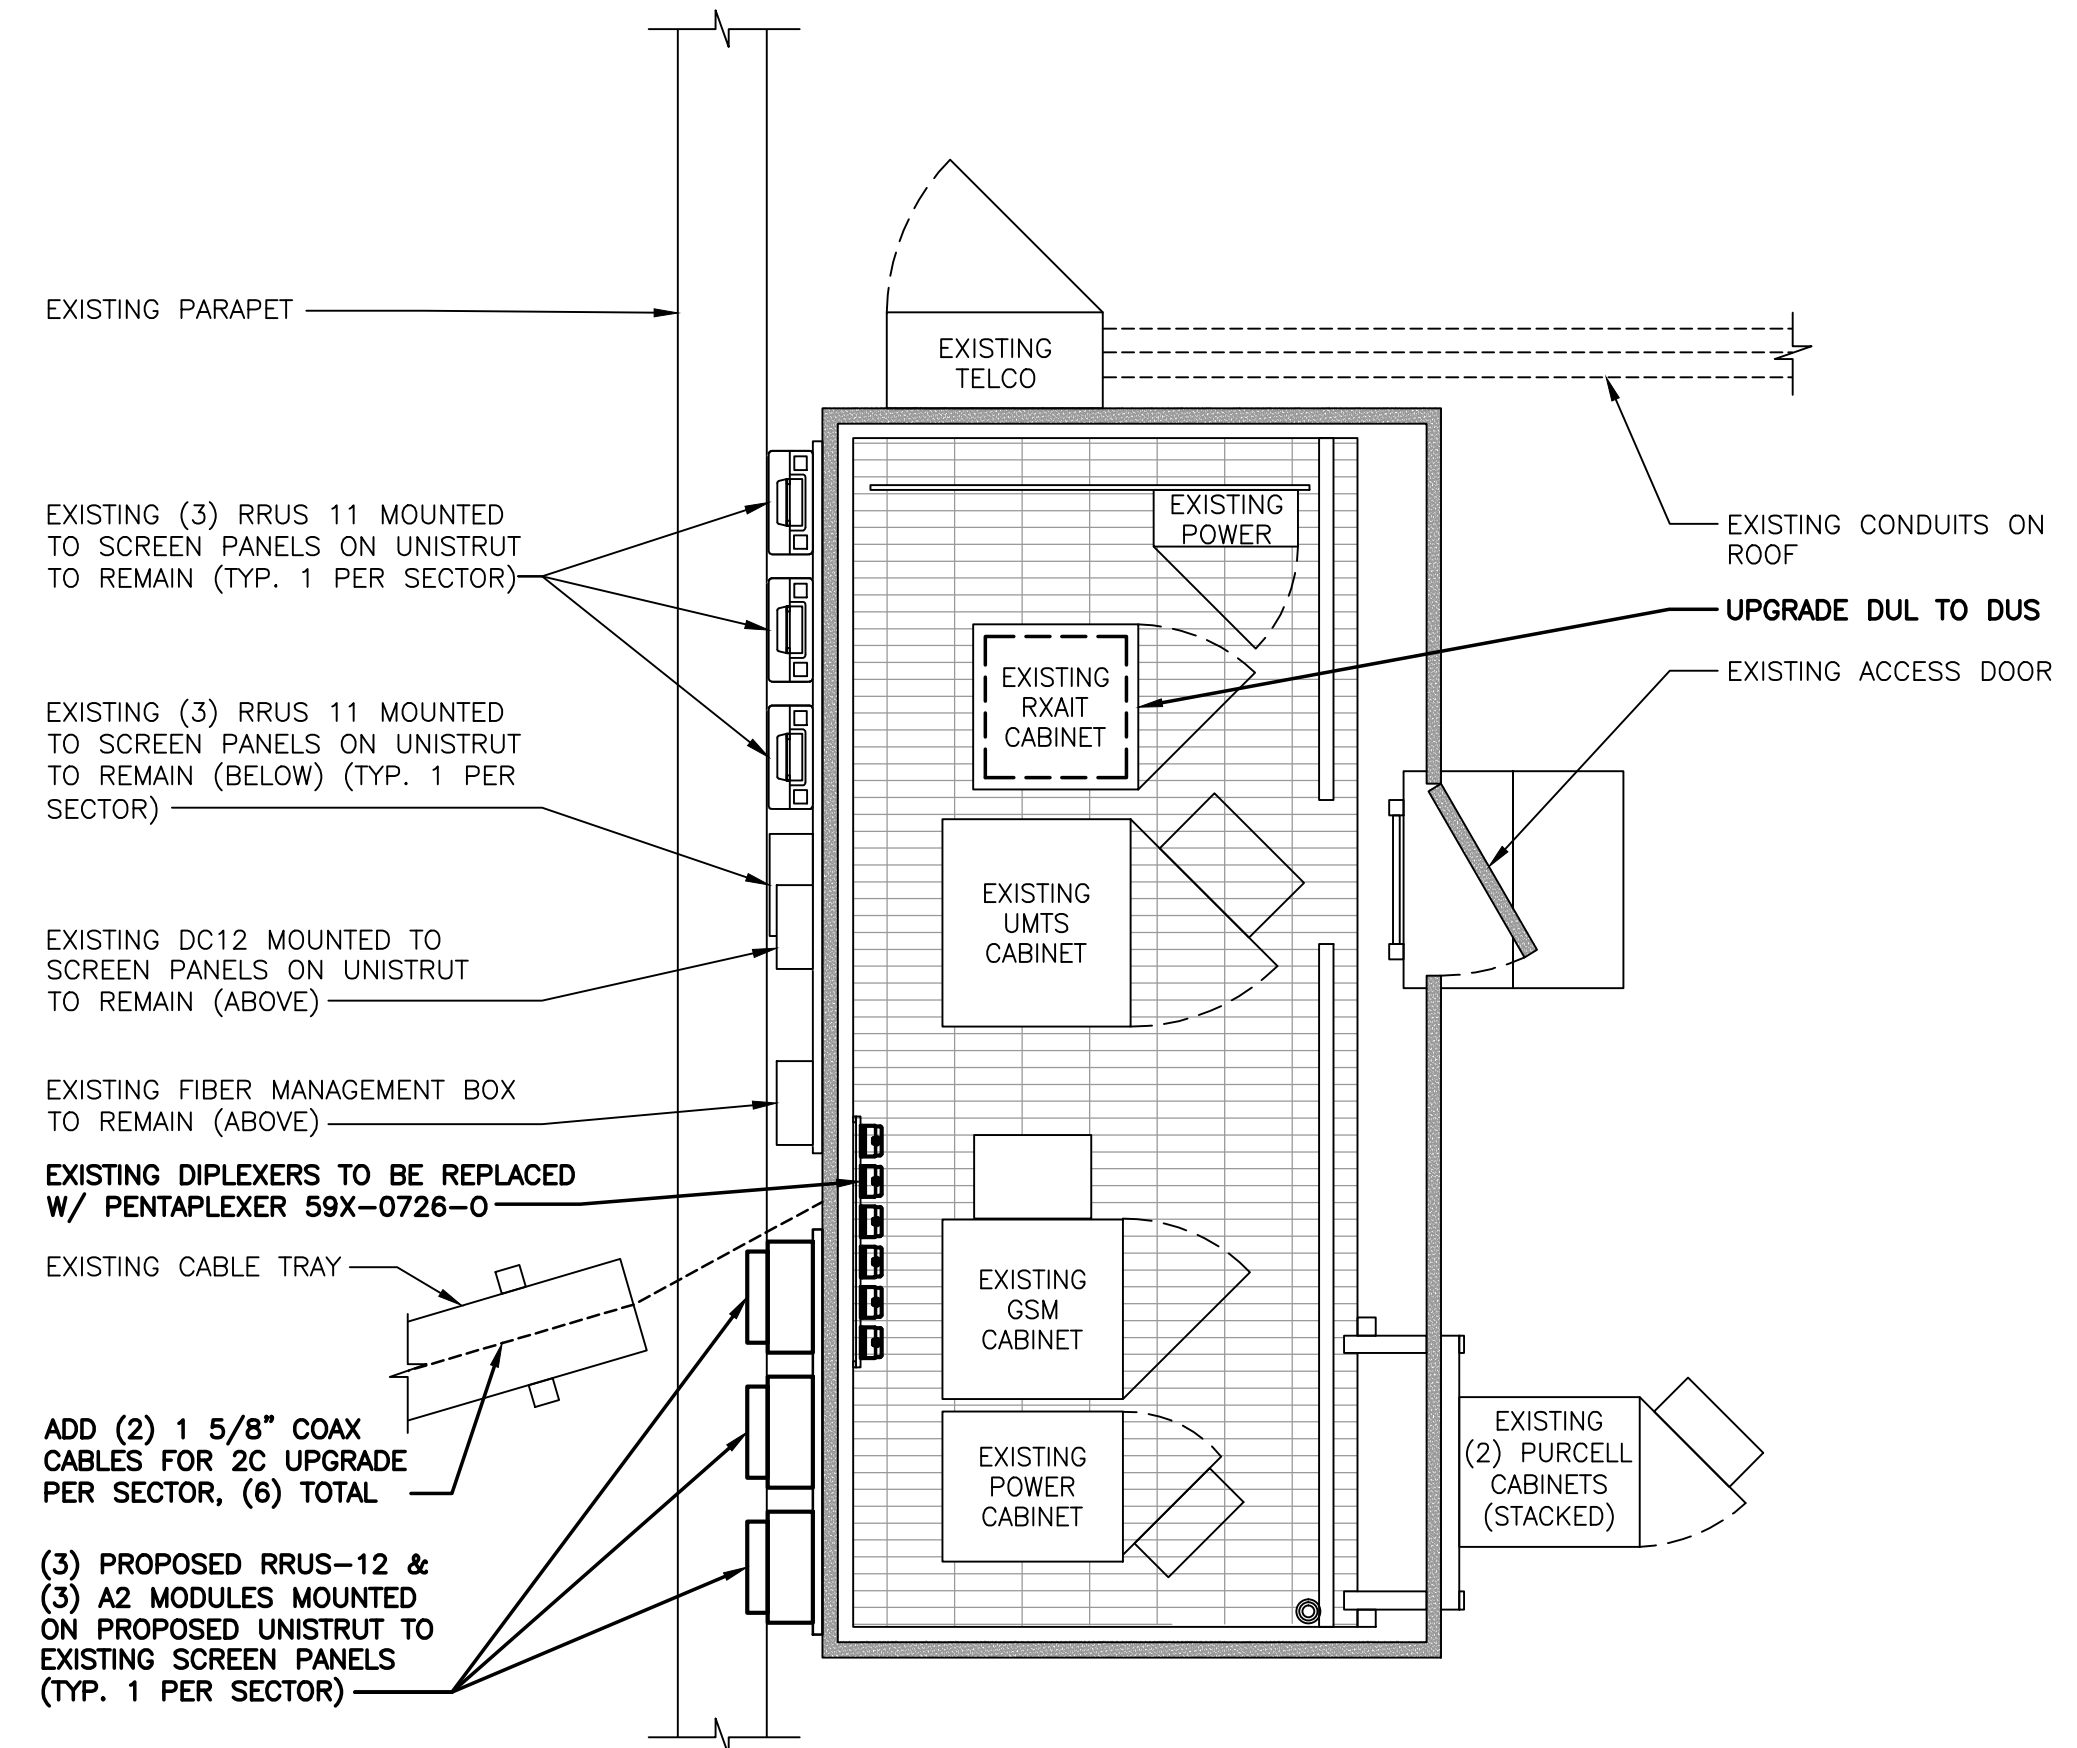 EXISTING PARAPET
EXISTING (3) RRUS 11 MOUNTED
TO SCREEN PANELS ON UNISTRUT
TO REMAIN (TYP. 1 PER SECTOR)
EXISTING (3) RRUS 11 MOUNTED
TO SCREEN PANELS ON UNISTRUT
TO REMAIN (BELOW) (TYP. 1 PER
SECTOR)
EXISTING DC12 MOUNTED TO
SCREEN PANELS ON UNISTRUT
TO REMAIN (ABOVE)
EXISTING FIBER MANAGEMENT BOX
TO REMAIN (ABOVE)
EXISTING DIPLEXERS TO BE REPLACED
W/ PENTAPLEXER 59X-0726-O
EXISTING CABLE TRAY
ADD (2) 1 5/8" COAX
CABLES FOR 2C UPGRADE
PER SECTOR, (6) TOTAL
(3) PROPOSED RRUS-12 &
(3) A2 MODULES MOUNTED
ON PROPOSED UNISTRUT TO
EXISTING SCREEN PANELS
(TYP. 1 PER SECTOR)
EXISTING
TELCO
EXISTING
POWER
EXISTING
RXAIT
CABINET
EXISTING
UMTS
CABINET
EXISTING
GSM
CABINET
EXISTING
POWER
CABINET
EXISTING CONDUITS ON
ROOF
UPGRADE DUL TO DUS
EXISTING ACCESS DOOR
EXISTING
(2) PURCELL
CABINETS
(STACKED)